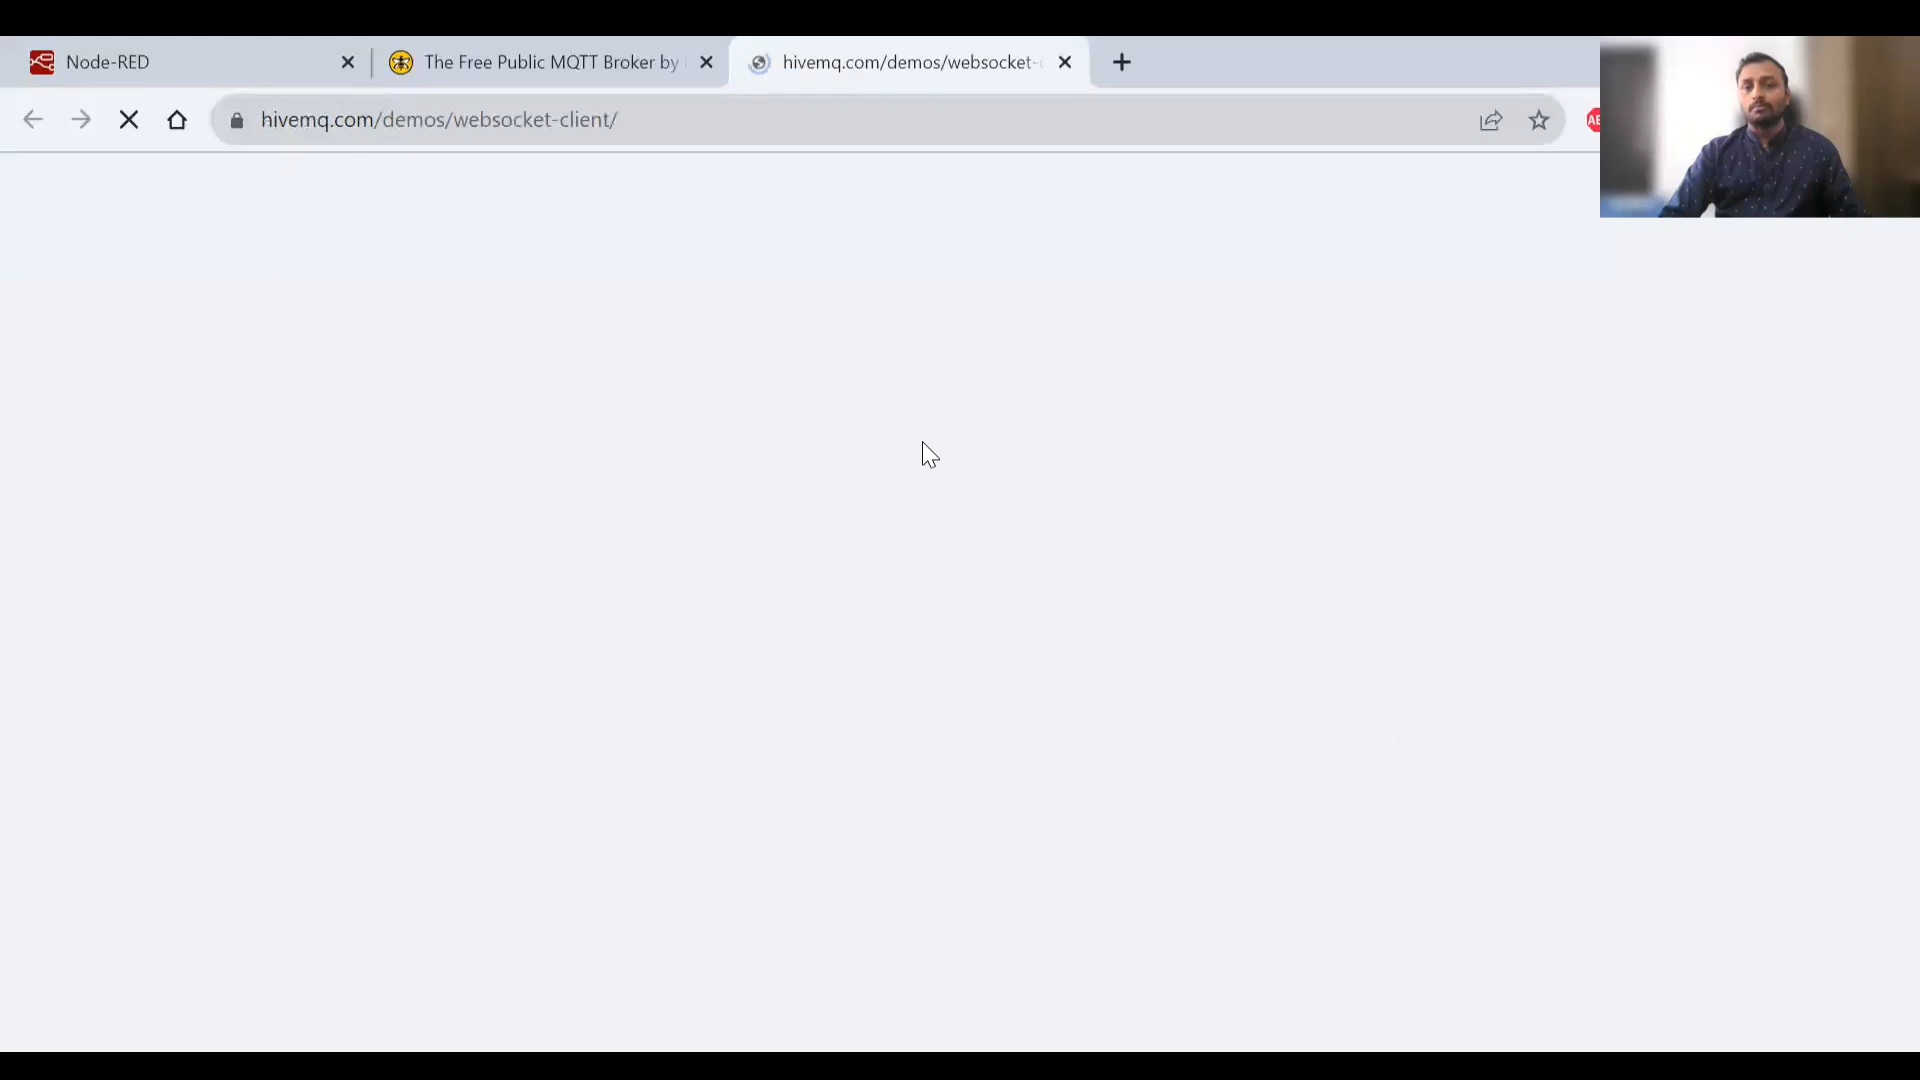 Node-RED
The Free Public MQTT Broker by
hivemq.com/demos/websocket-
hivemq.com/demos/websocket-client/